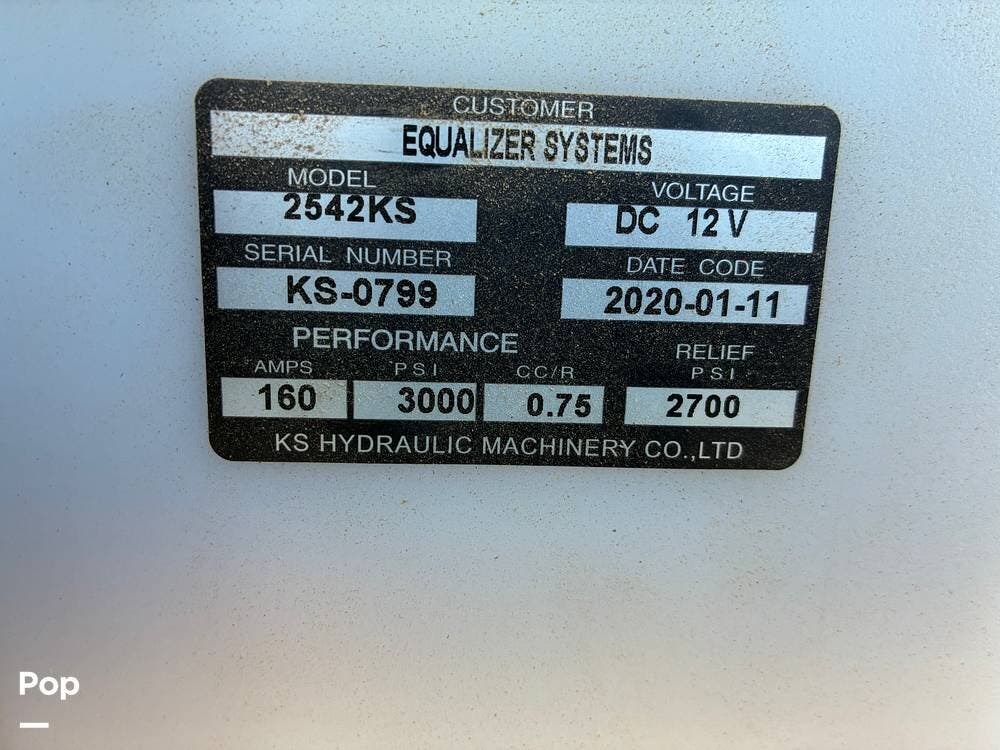 CUSTOMER
EQUALIZER SYSTEMS
MODEL VOLTAGE
2542KS DC 12 V
SERIAL NUMBER DATE CODE
KS-0799 2020-01-11
PERFORMANCE RELIEF
AMPS PSI CC/R PSI
160 3000 0.75 2700
KS HYDRAULIC MACHINERY CO.,LTD
Pop